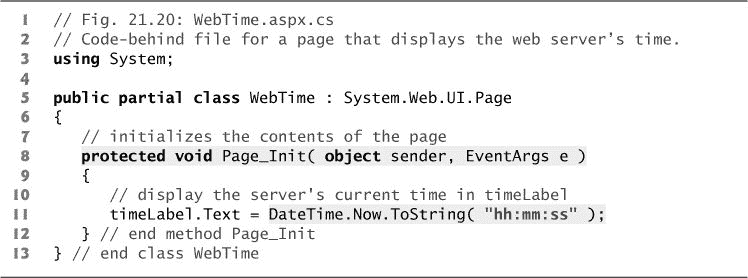 1 // Fig. 21.20: WebTime.aspx.cs
2 // Code-behind file for a page that displays the web server’s time.
3 using System;
4
5 public partial class WebTime : System.Web.UI.Page
6 {
7 // initializes the contents of the page
8 protected void Page_Init( object sender, EventArgs e )
9 {
10 // display the server's current time in timeLabel
11 timeLabel.Text = DateTime.Now.ToString( "hh:mm:ss" );
12 } // end method Page_Init
13 } // end class WebTime